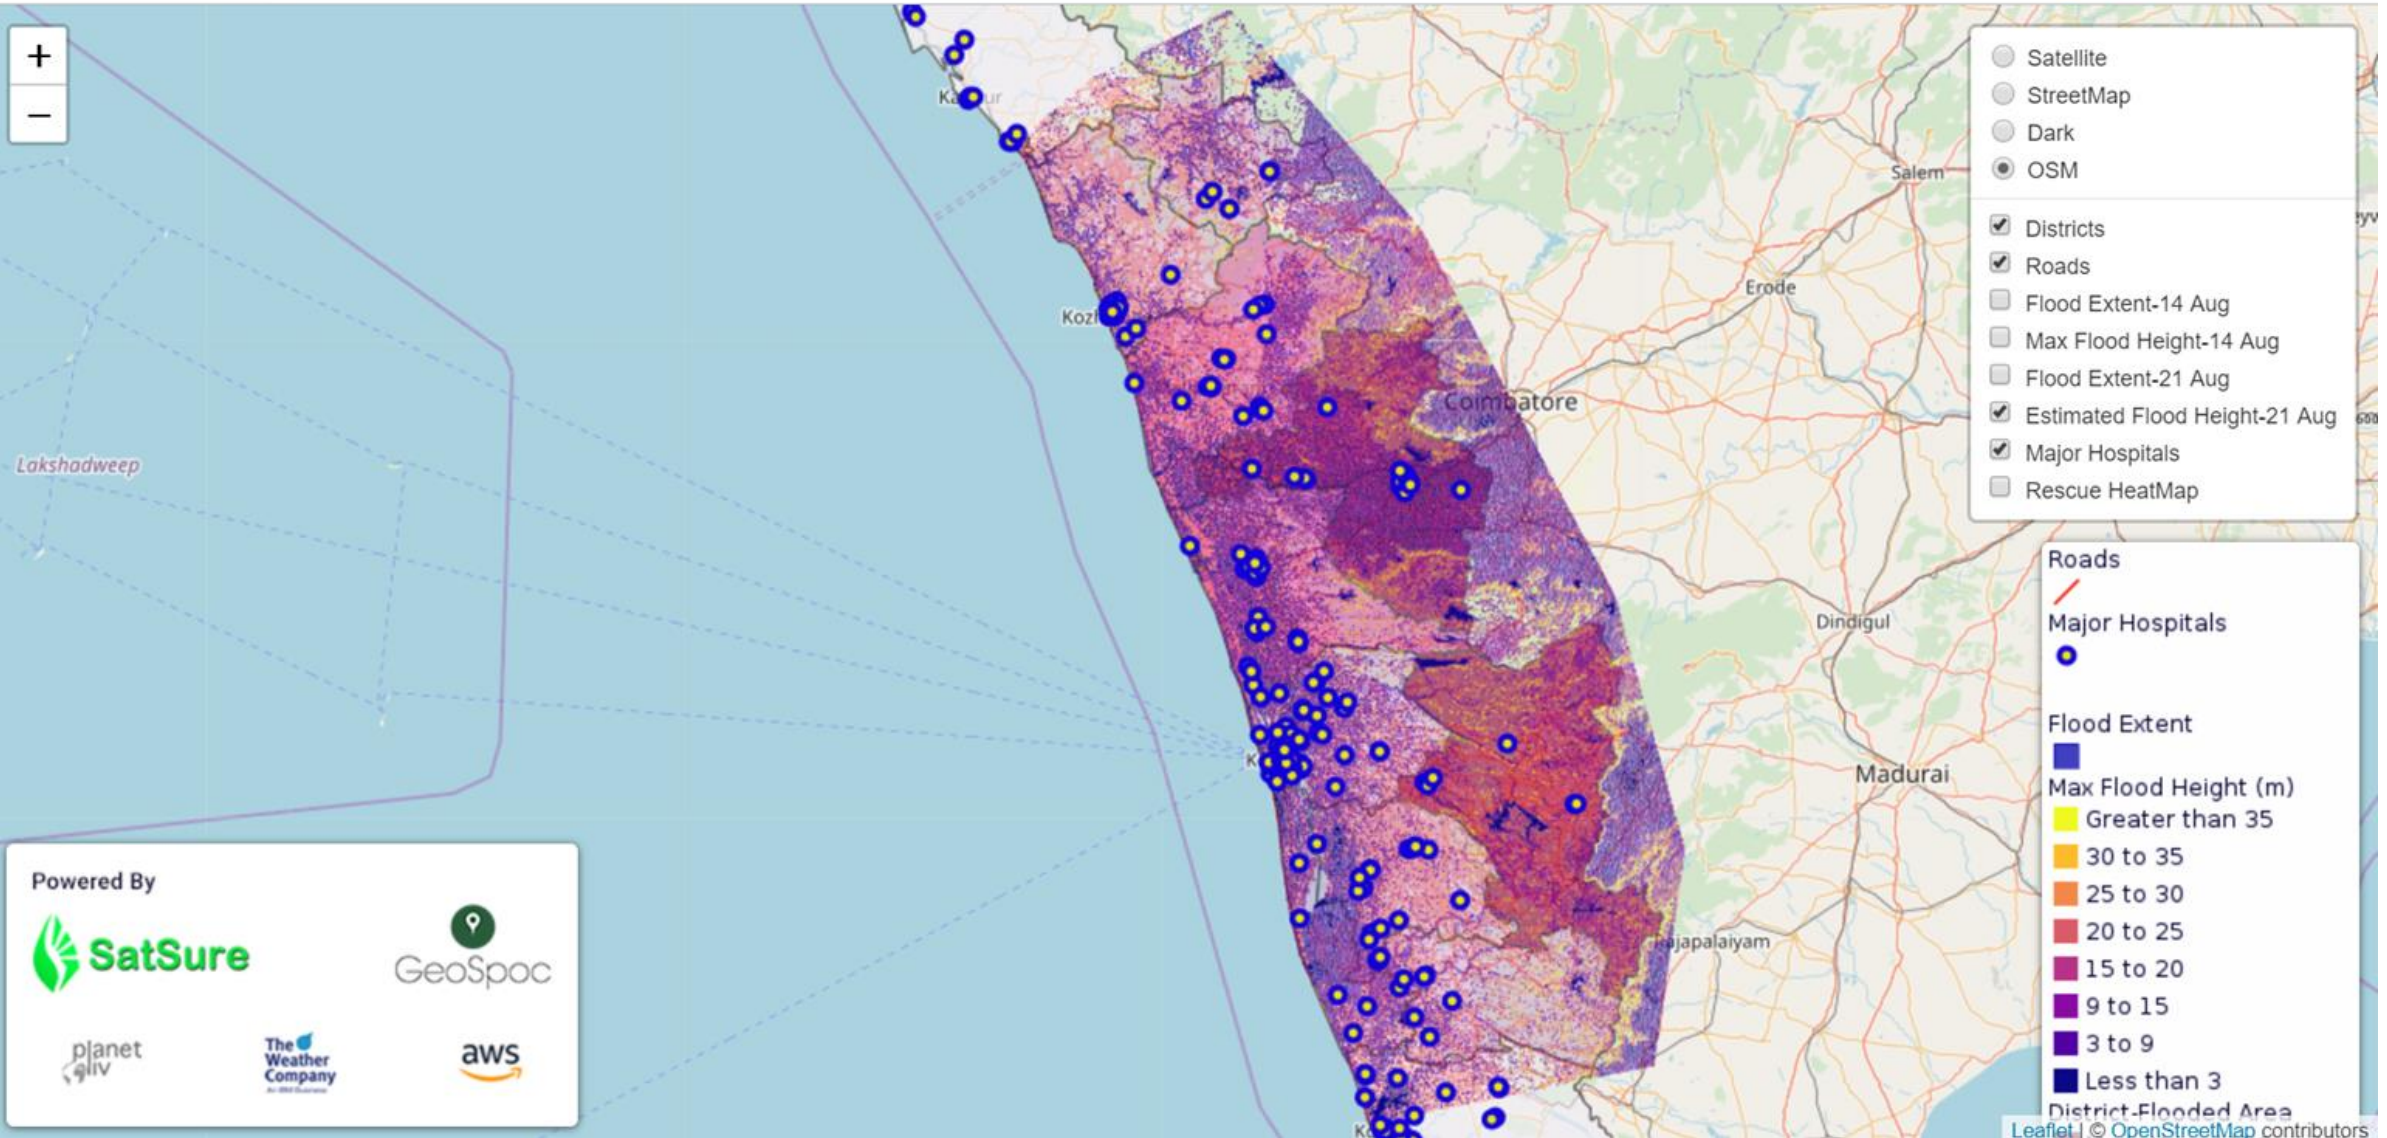 +
−
Satellite
StreetMap
Dark
OSM
Districts
Roads
Flood Extent-14 Aug
Max Flood Height-14 Aug
Flood Extent-21 Aug
Estimated Flood Height-21 Aug
Major Hospitals
Rescue HeatMap
Salem
Erode
Coimbatore
Lakshadweep
Dindigul
Madurai
Roads
Major Hospitals
Flood Extent
Max Flood Height (m)
Greater than 35
30 to 35
25 to 30
20 to 25
15 to 20
9 to 15
3 to 9
Less than 3
District-Flooded Area
Powered By
SatSure
GeoSpoc
The
Weather
Company
aws
Leaflet | © OpenStreetMap contributors